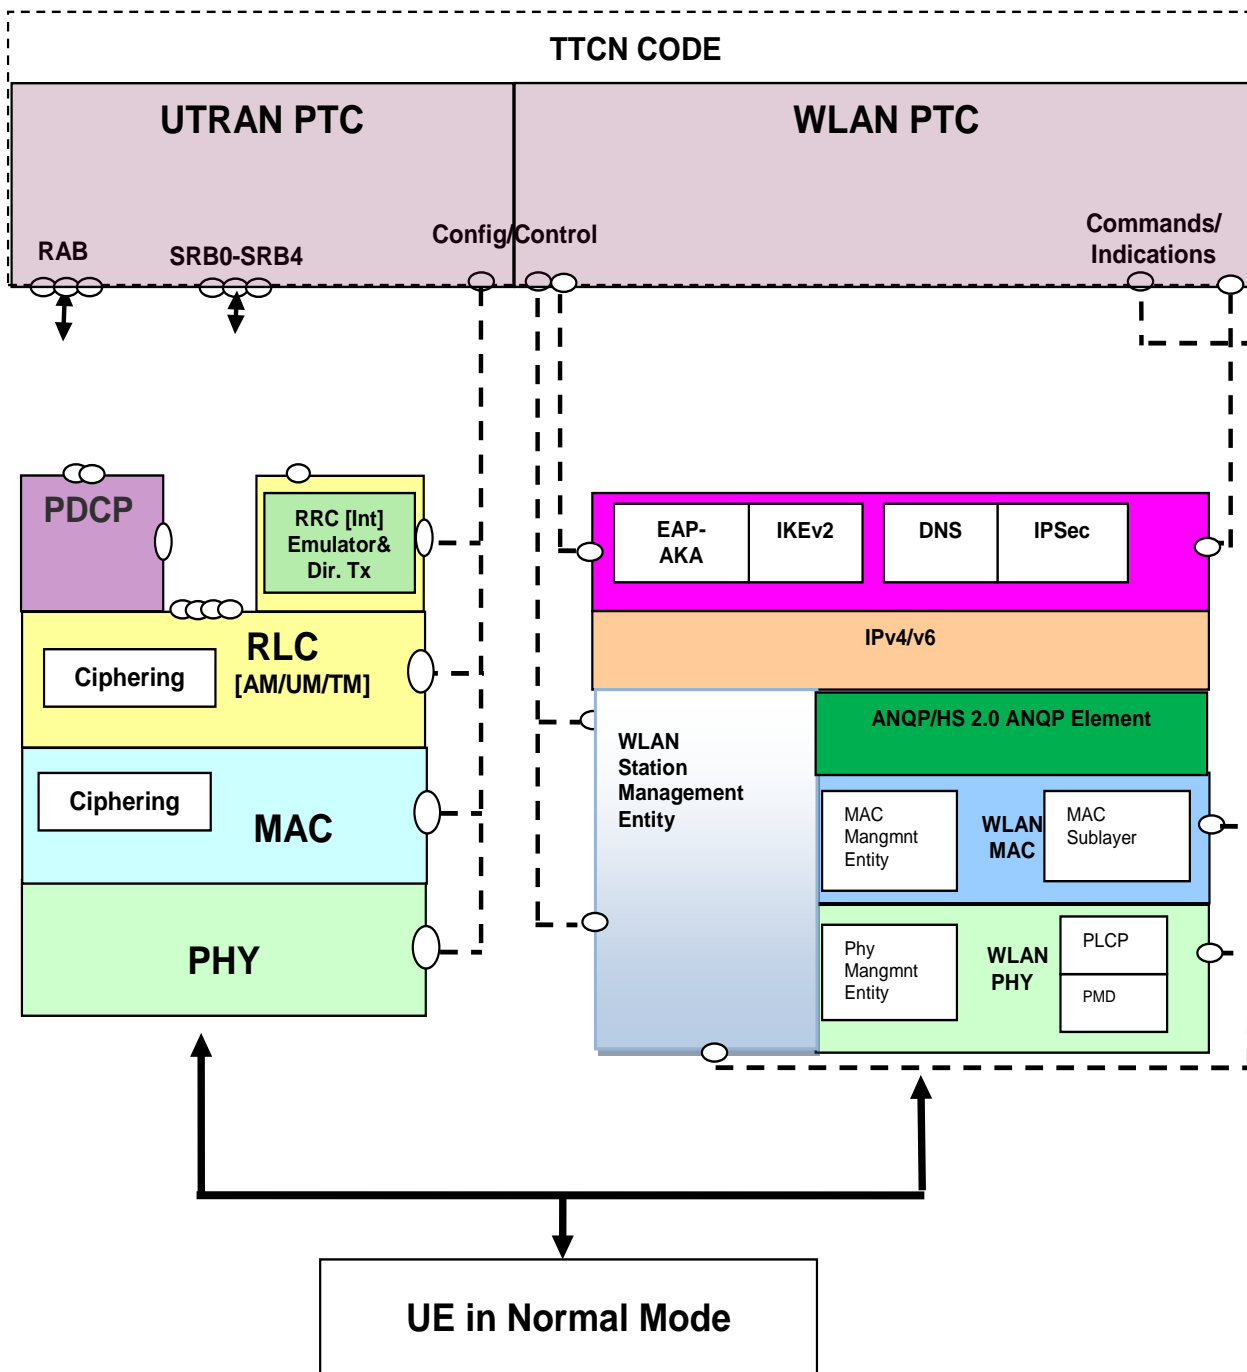 TTCN CODE
UTRAN PTC
WLAN PTC
RAB
SRB0-SRB4
Config/Control
Commands/
Indications
PDCP
RRC [Int]
Emulator&
Dir. Tx
RLC
[AM/UM/TM]
Ciphering
Ciphering
MAC
PHY
EAP-
AKA
IKEv2
DNS
IPSec
IPv4/v6
WLAN
Station
Management
Entity
ANQP/HS 2.0 ANQP Element
MAC
Mangmnt
Entity
WLAN
MAC
MAC
Sublayer
Phy
Mangmnt
Entity
WLAN
PHY
PLCP
PMD
UE in Normal Mode